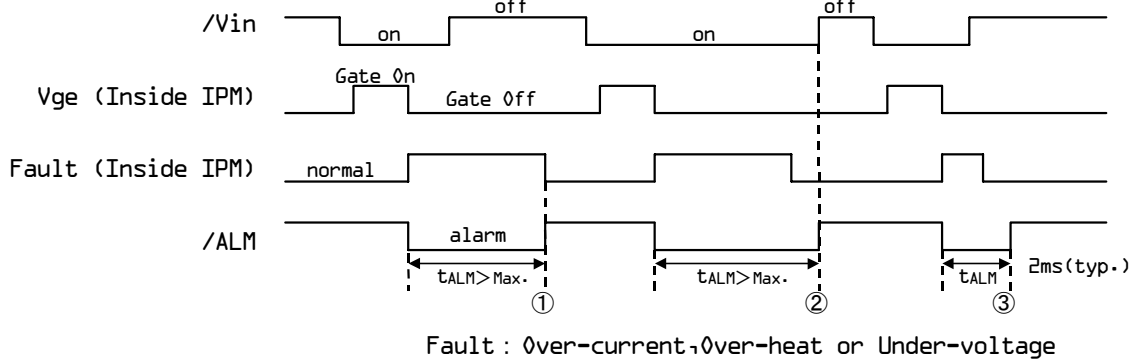 off off
/Vin on on
Gate On
Vge (Inside IPM) Gate Off
Fault (Inside IPM) normal
/ALM alarm
tALM>Max. tALM>Max. tALM 2ms(typ.)
① ② ③
Fault : Over-current,Over-heat or Under-voltage